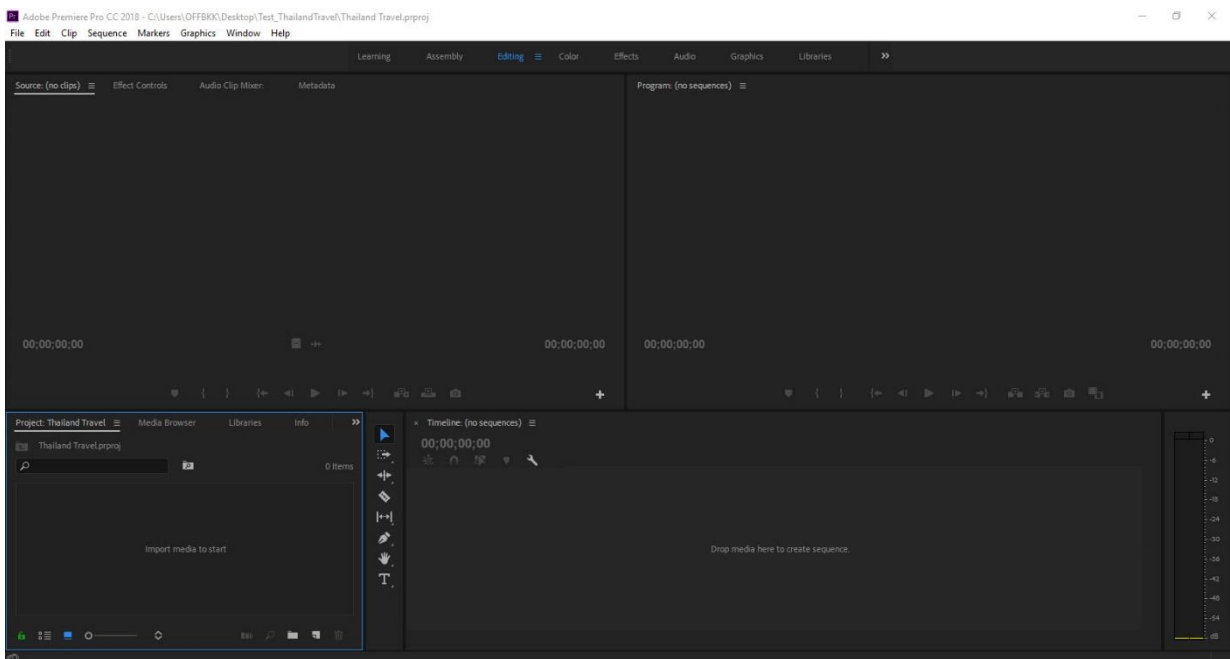 Pr Adobe Premiere Pro CC 2018 - C:\Users\OFFBKK\Desktop\Test_ThailandTravel\Thailand Travel.prproj
File Edit Clip Sequence Markers Graphics Window Help
Learning Assembly Editing Color Effects Audio Graphics Libraries
Source: (no clips) Effect Controls Audio Clip Mixer: Metadata
Program: (no sequences)
00;00;00;00 00;00;00;00
00;00;00;00 00;00;00;00
Project: Thailand Travel Media Browser Libraries Info
Thailand Travel.prproj
0 Items
Import media to start
Timeline: (no sequences)
00;00;00;00
Drop media here to create sequence.
0
-6
-12
-18
-24
-30
-36
-42
-48
-54
dB